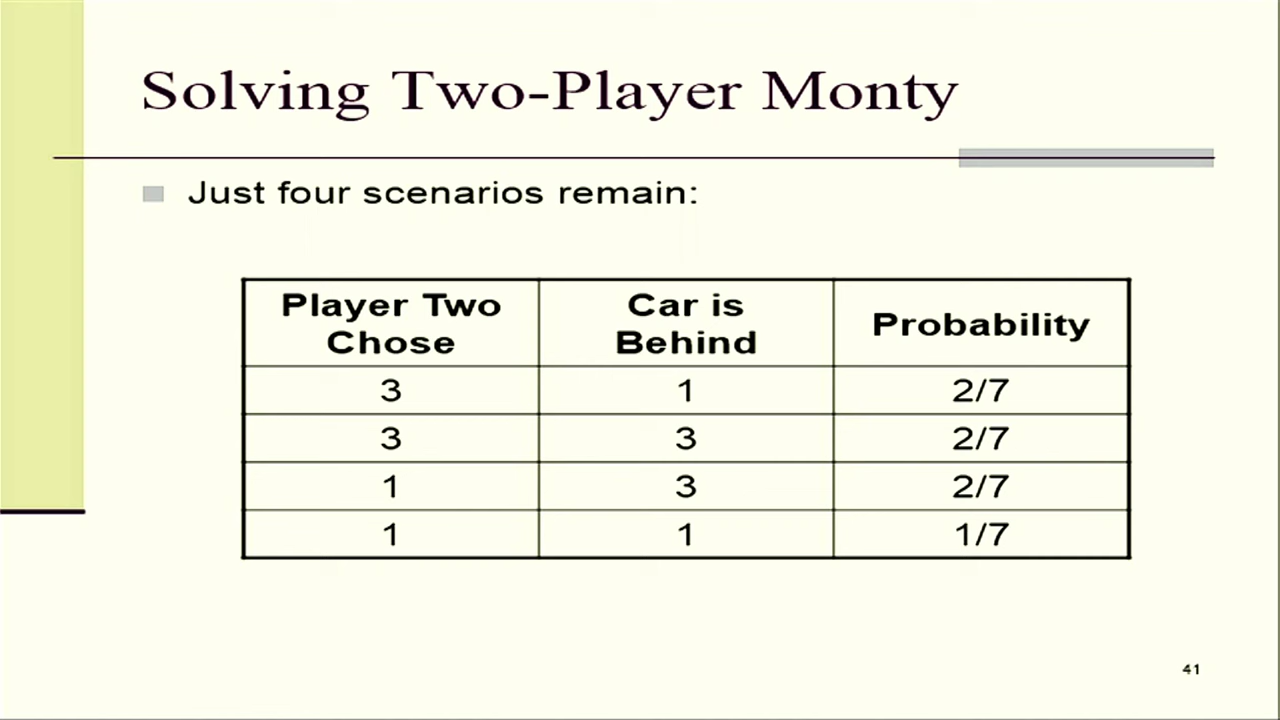 Solving Two-Player Monty
Just four scenarios remain:
Player Two Chose Car is Behind Probability
3 1 2/7
3 3 2/7
1 3 2/7
1 1 1/7
41